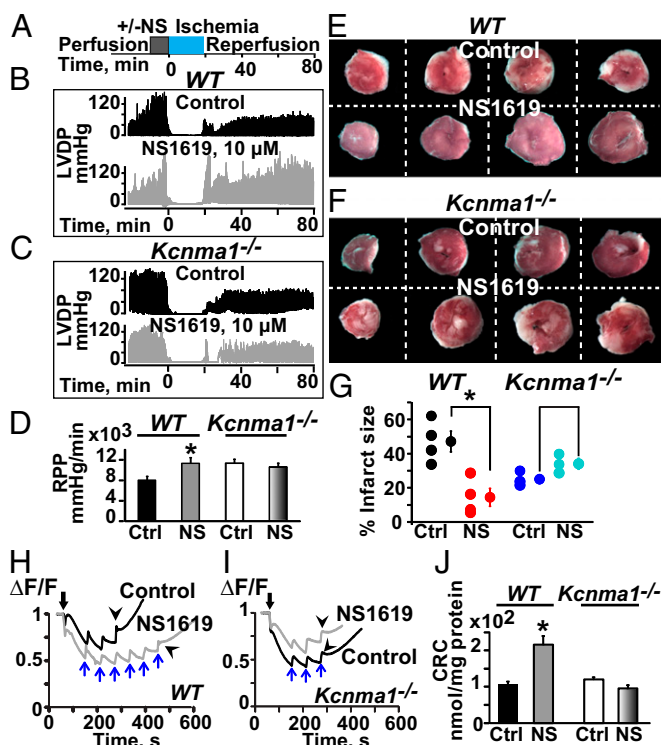 A
+/-NS Ischemia
Perfusion Reperfusion
Time, min 0 80
B
WT
Control
120
0
LVDP
mmHg
NS1619, 10 µM
120
0
Time, min 0 40 80
C
Kcnma1-/-
Control
120
0
LVDP
mmHg
NS1619, 10 µM
120
0
Time, min 0 40 80
D
x10³
WT Kcnma1-/-
RPP
mmHg/min
12
8
4
0
*
Ctrl NS Ctrl NS
E
WT
Control
NS1619
F
Kcnma1-/-
Control
NS1619
G
WT Kcnma1-/-
*
% Infarct size
60
40
20
0
Ctrl NS Ctrl NS
H
ΔF/F
Control
NS1619
1
0.5
0
WT
0 200 400 600
Time, s
I
ΔF/F
NS1619
Control
1
0.5
0
Kcnma1-/-
0 200 400 600
Time, s
J
WT Kcnma1-/-
x10²
CRC
nmol/mg protein
3
2
1
0
*
Ctrl NS Ctrl NS